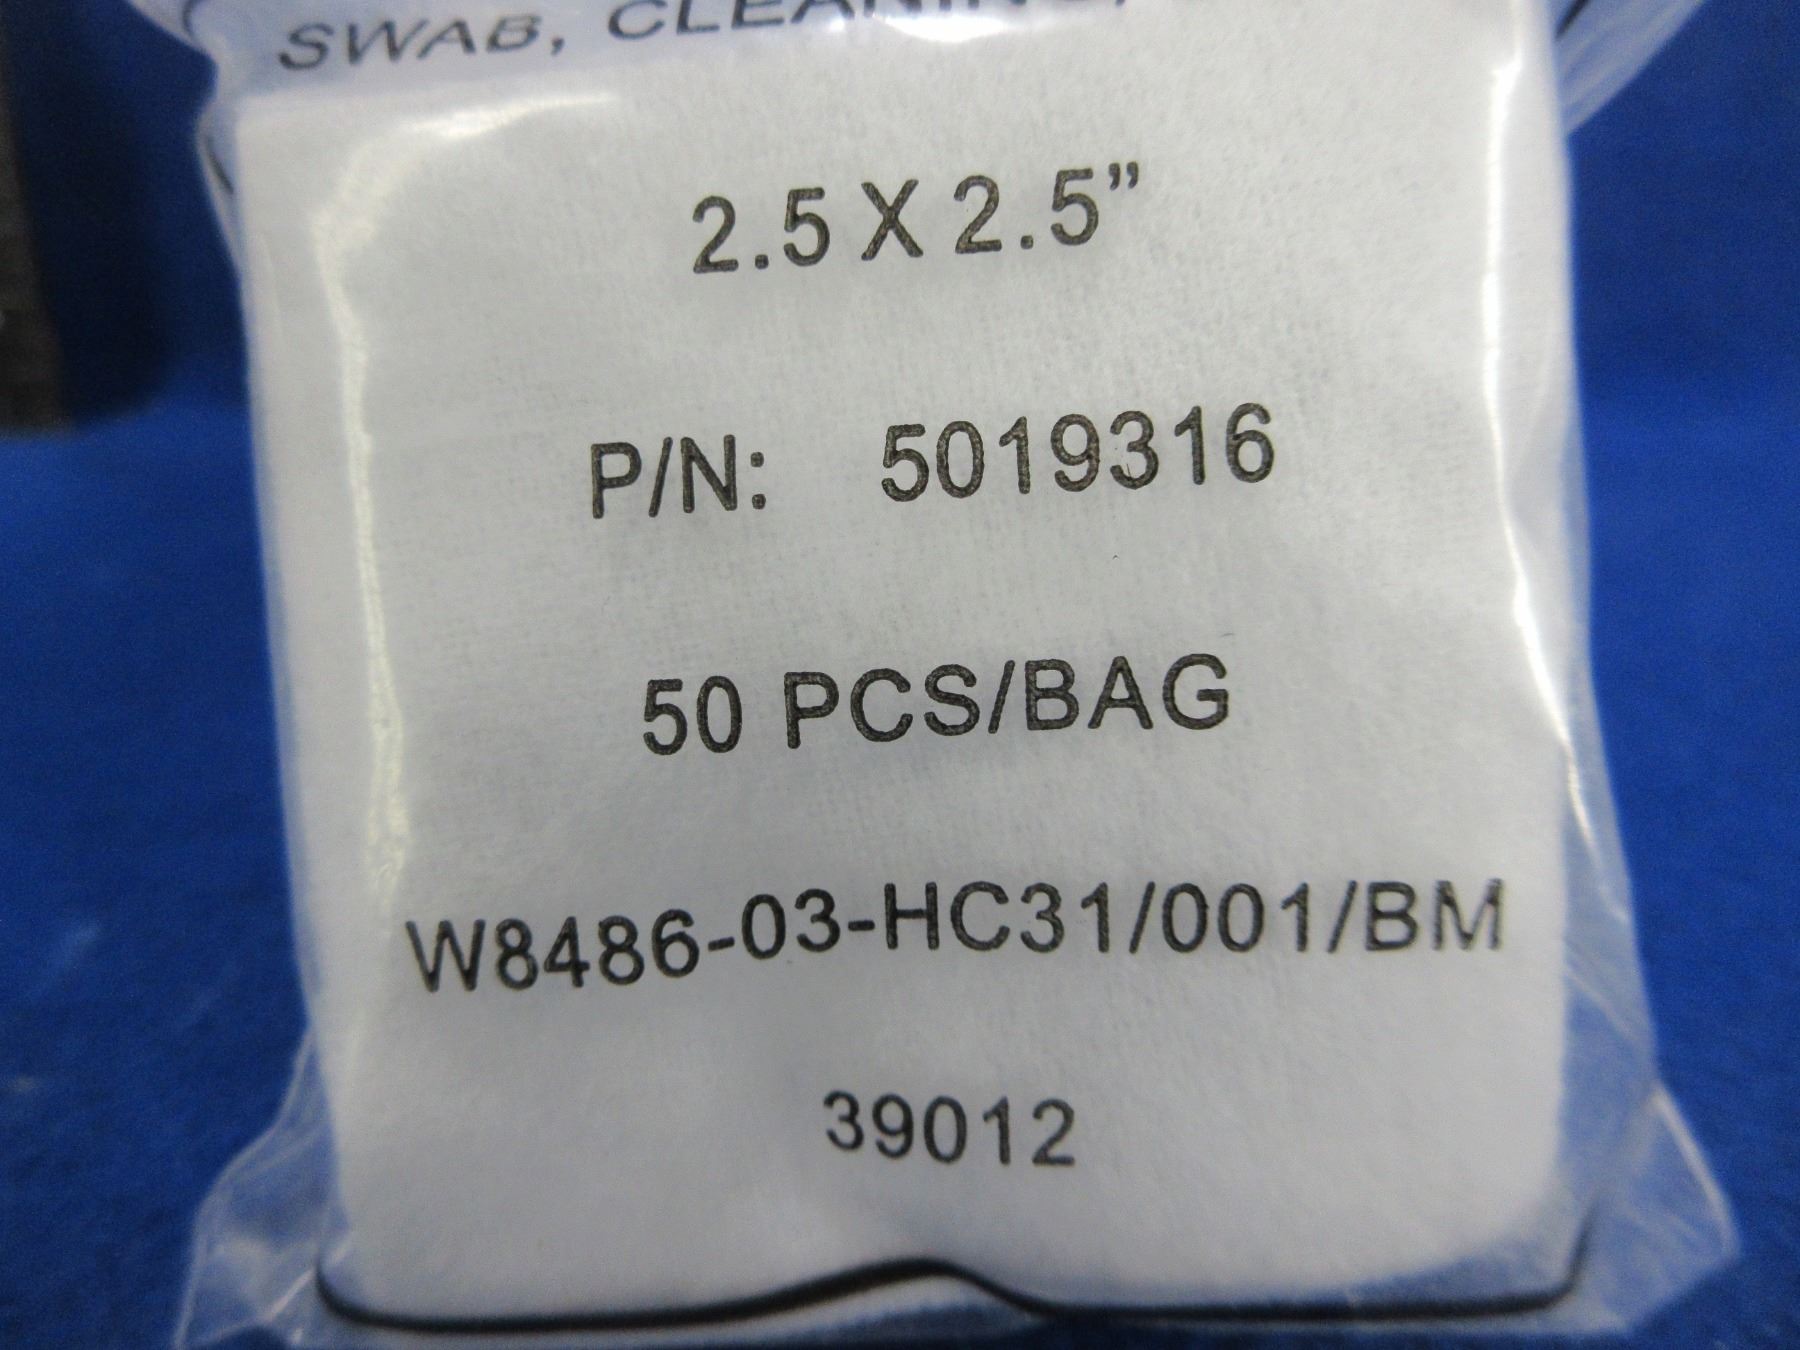 SWAB, CLEANING,
2.5 X 2.5”
P/N: 5019316
50 PCS/BAG
W8486-03-HC31/001/BM
39012